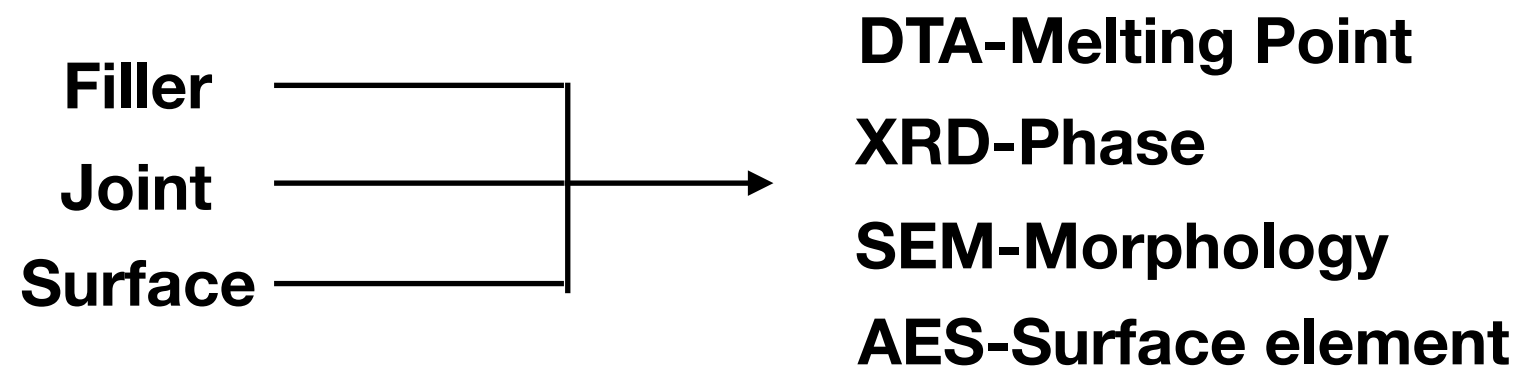 Filler
Joint
Surface
DTA-Melting Point
XRD-Phase
SEM-Morphology
AES-Surface element